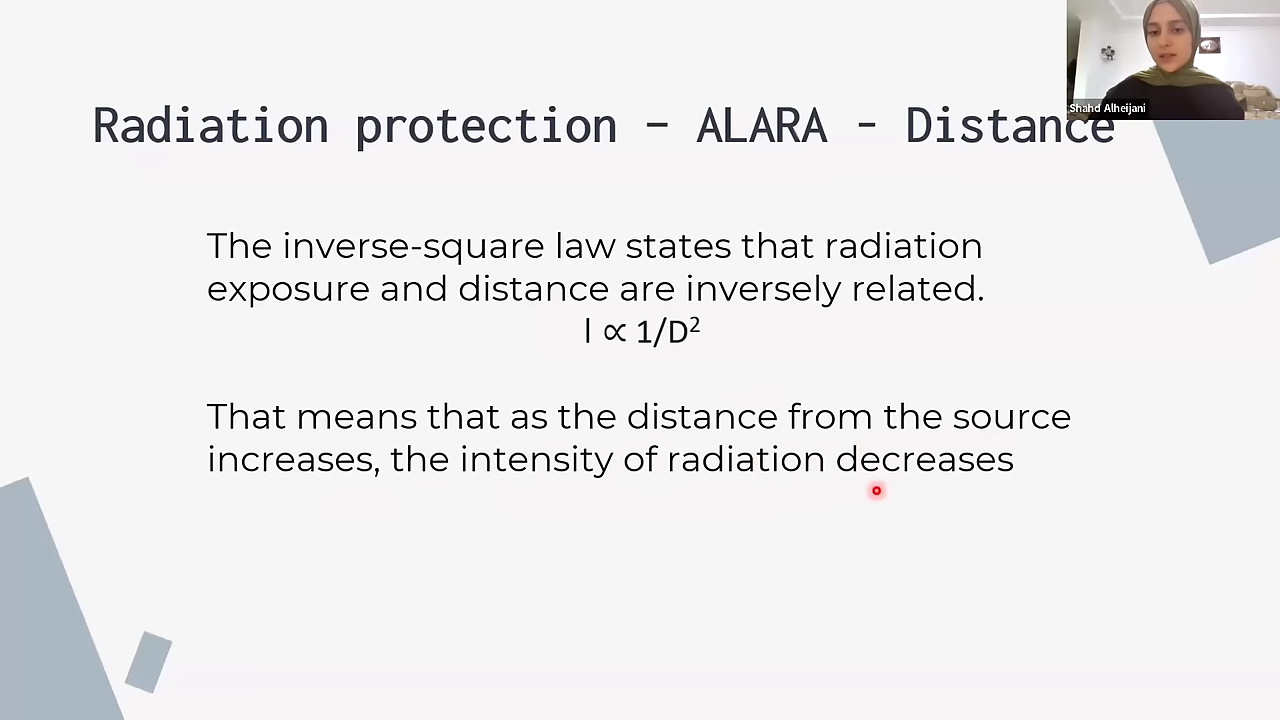 Shahd Alheijani
Radiation protection – ALARA - Distance
The inverse-square law states that radiation
exposure and distance are inversely related.
I ∝ 1/D²
That means that as the distance from the source
increases, the intensity of radiation decreases